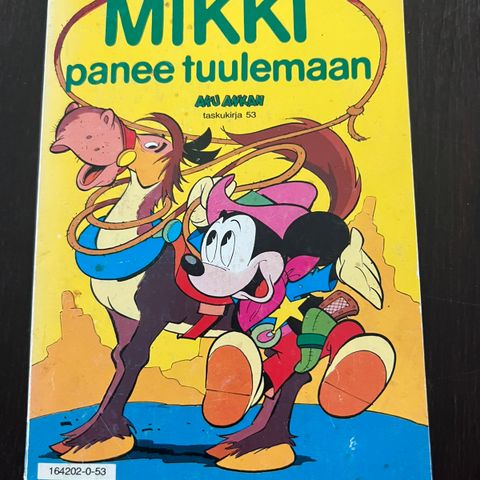 MIKKI
panee tuulemaan
AKU ANKAN
taskukirja 53
164202-0-53